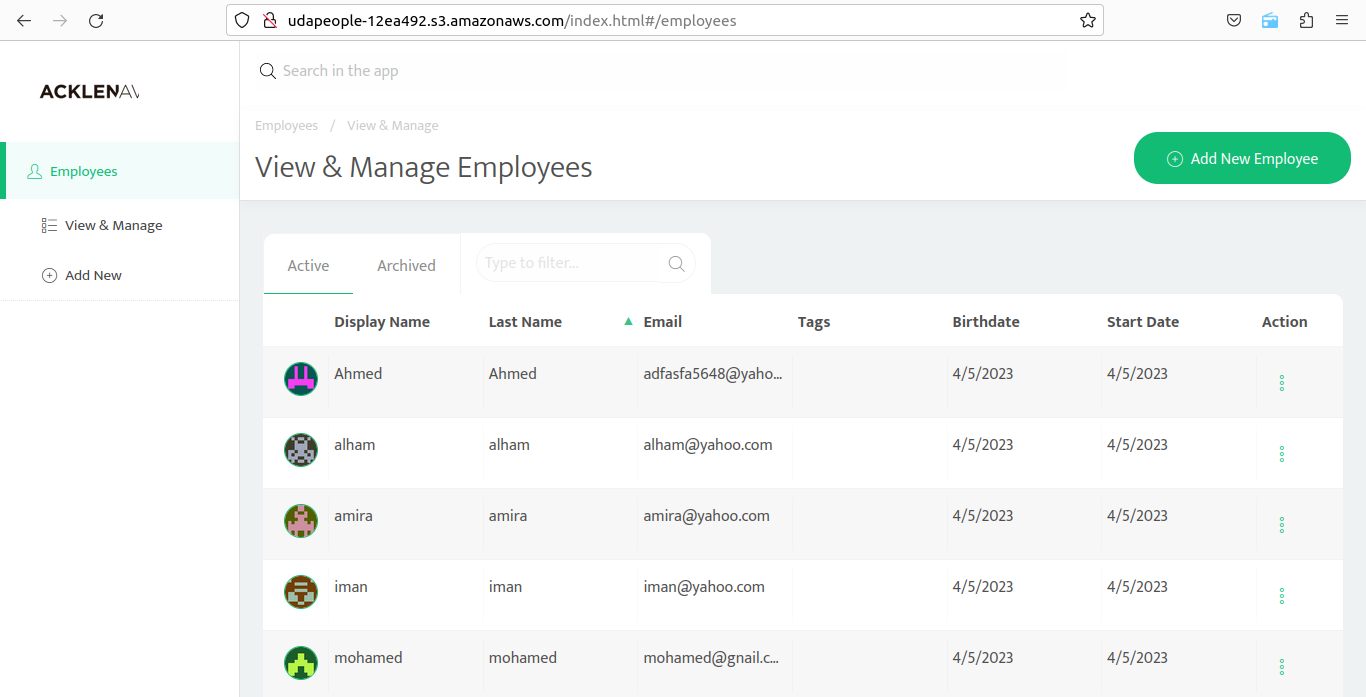 udapeople-12ea492.s3.amazonaws.com/index.html#/employees
ACKLENAV
Search in the app
Employees / View & Manage
View & Manage Employees
Add New Employee
Employees
View & Manage
Add New
Active Archived Type to filter...
Display Name Last Name Email Tags Birthdate Start Date Action
Ahmed Ahmed adfasfa5648@yaho... 4/5/2023 4/5/2023
alham alham alham@yahoo.com 4/5/2023 4/5/2023
amira amira amira@yahoo.com 4/5/2023 4/5/2023
iman iman iman@yahoo.com 4/5/2023 4/5/2023
mohamed mohamed mohamed@gnail.c... 4/5/2023 4/5/2023